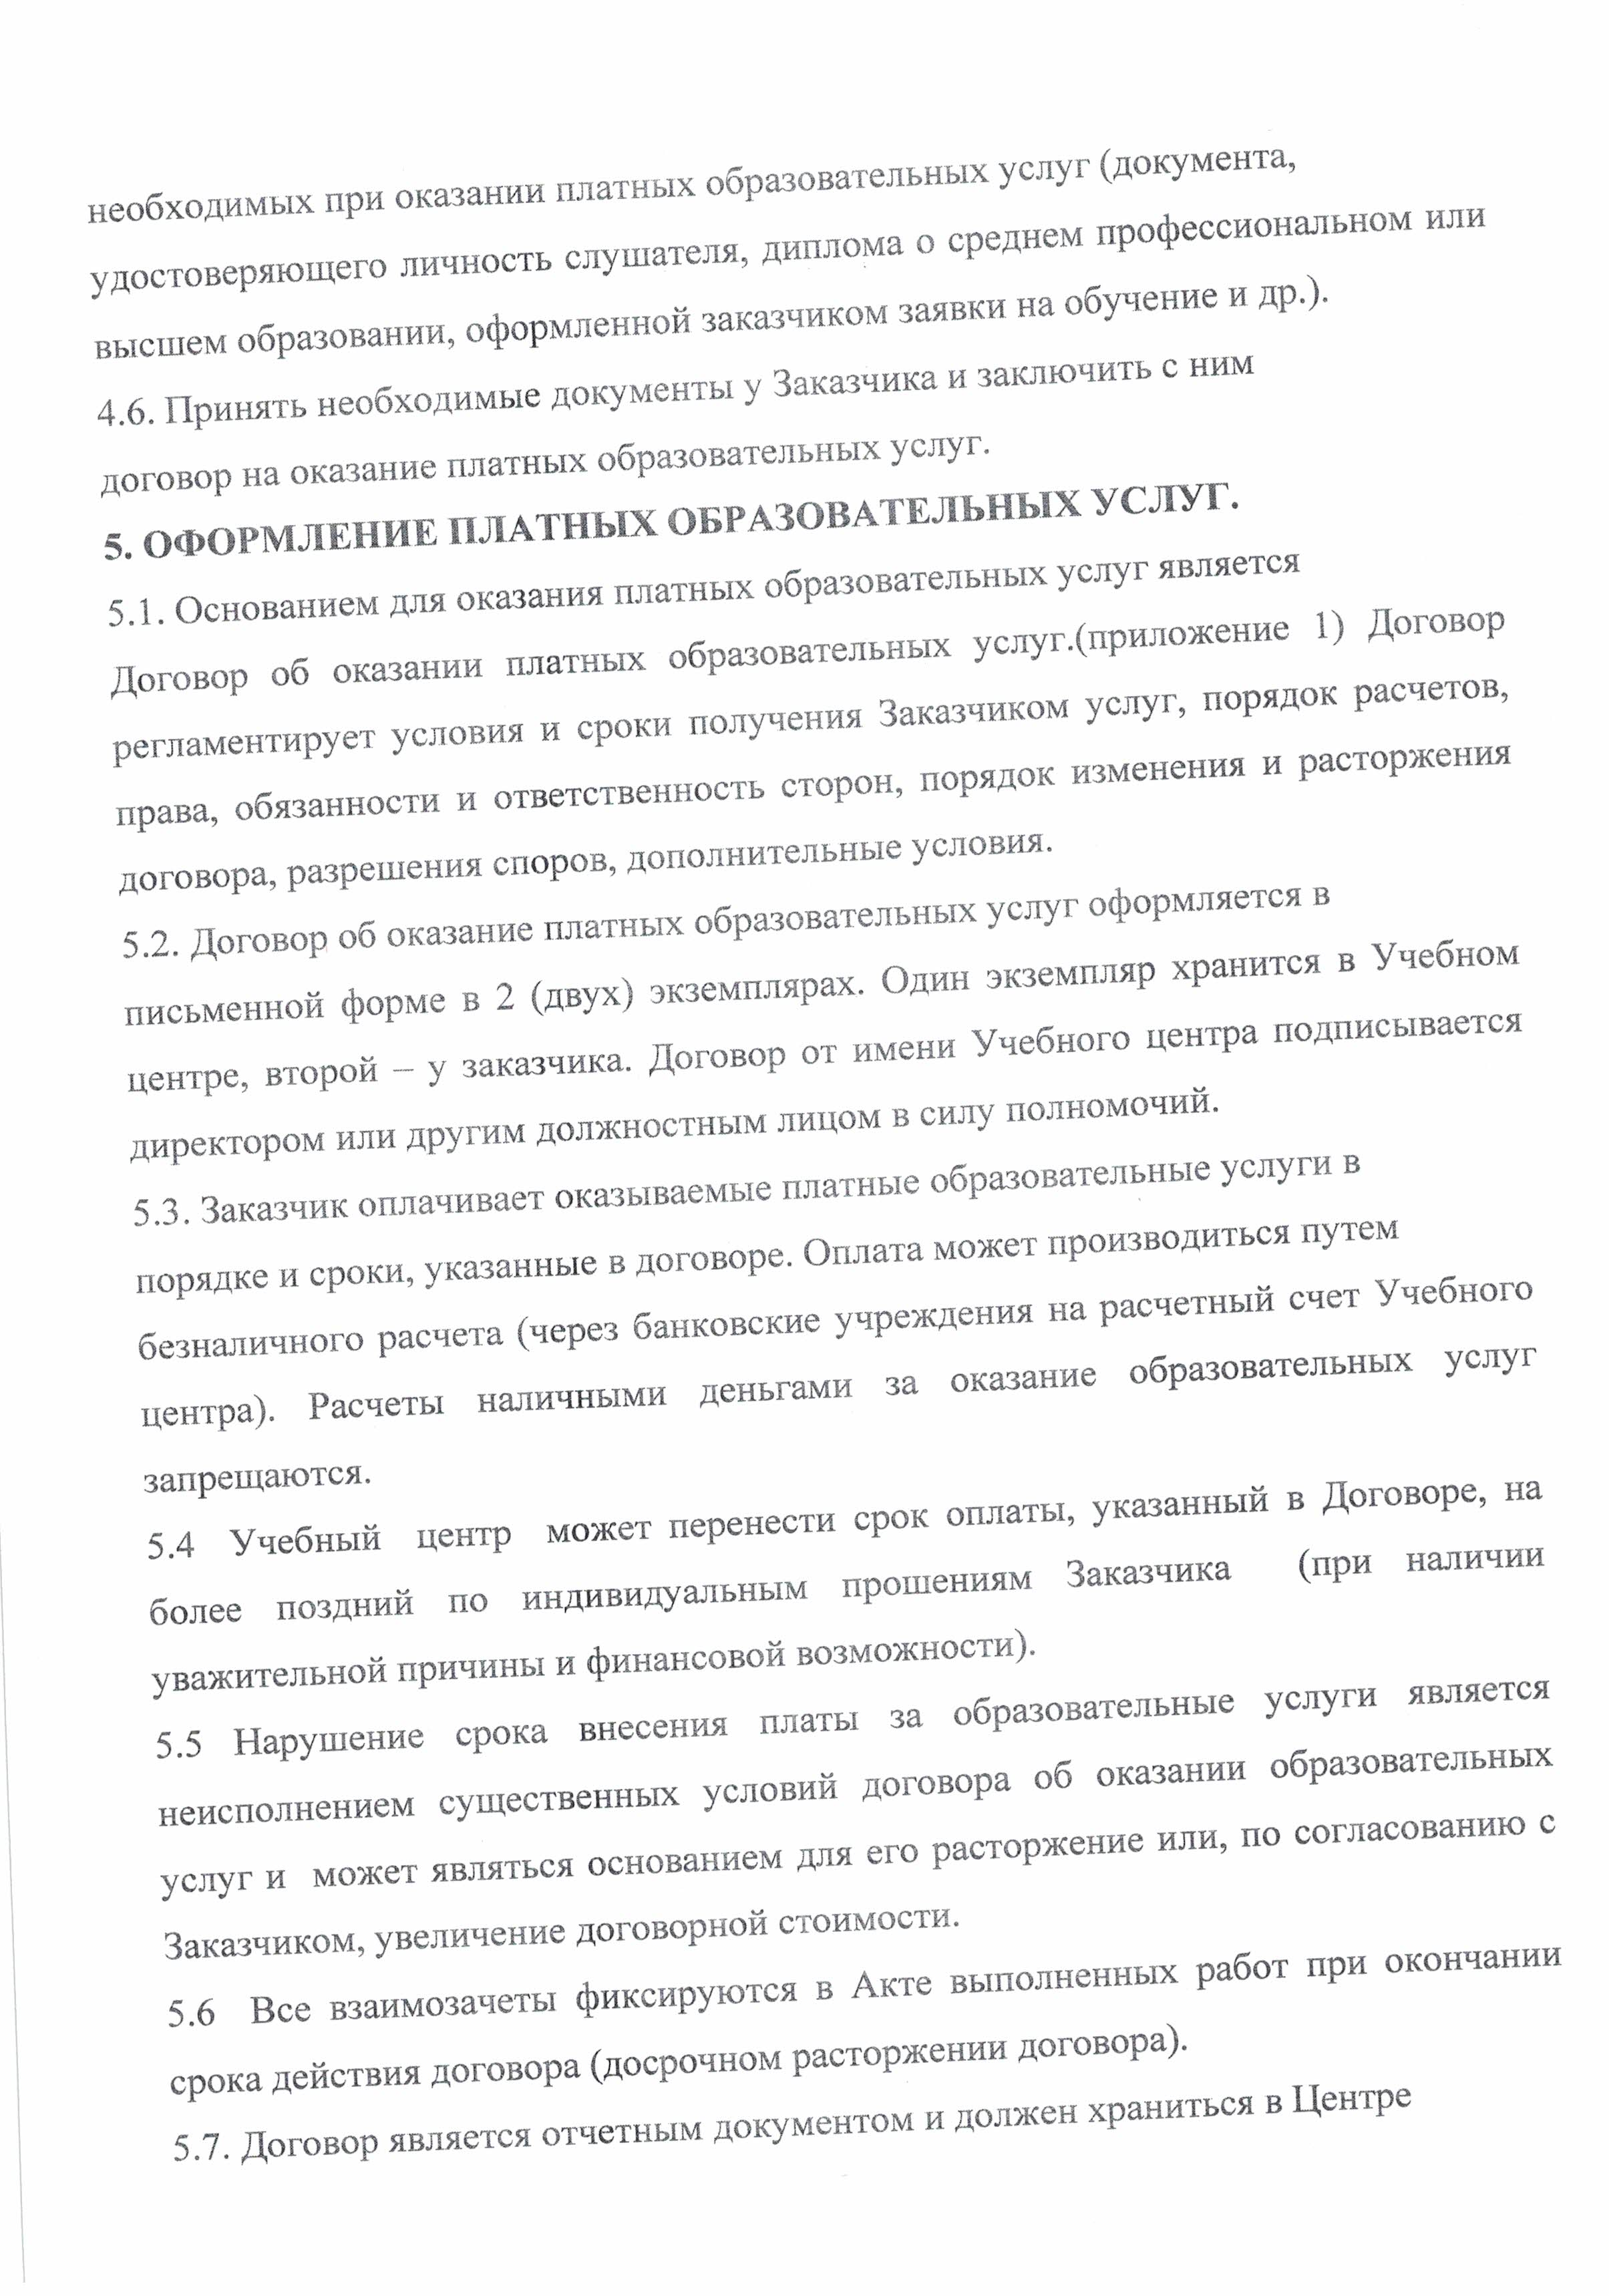 необходимых при оказании платных образовательных услуг (документа,
удостоверяющего личность слушателя, диплома о среднем профессиональном или
высшем образовании, оформленной заказчиком заявки на обучение и др.).
4.6. Принять необходимые документы у Заказчика и заключить с ним
договор на оказание платных образовательных услуг.
5. ОФОРМЛЕНИЕ ПЛАТНЫХ ОБРАЗОВАТЕЛЬНЫХ УСЛУГ.
5.1. Основанием для оказания платных образовательных услуг является
Договор об оказании платных образовательных услуг.(приложение 1) Договор
регламентирует условия и сроки получения Заказчиком услуг, порядок расчетов,
права, обязанности и ответственность сторон, порядок изменения и расторжения
договора, разрешения споров, дополнительные условия.
5.2. Договор об оказание платных образовательных услуг оформляется в
письменной форме в 2 (двух) экземплярах. Один экземпляр хранится в Учебном
центре, второй – у заказчика. Договор от имени Учебного центра подписывается
директором или другим должностным лицом в силу полномочий.
5.3. Заказчик оплачивает оказываемые платные образовательные услуги в
порядке и сроки, указанные в договоре. Оплата может производиться путем
безналичного расчета (через банковские учреждения на расчетный счет Учебного
центра). Расчеты наличными деньгами за оказание образовательных услуг
запрещаются.
5.4 Учебный центр может перенести срок оплаты, указанный в Договоре, на
более поздний по индивидуальным прошениям Заказчика (при наличии
уважительной причины и финансовой возможности).
5.5 Нарушение срока внесения платы за образовательные услуги является
неисполнением существенных условий договора об оказании образовательных
услуг и может являться основанием для его расторжение или, по согласованию с
Заказчиком, увеличение договорной стоимости.
5.6 Все взаимозачеты фиксируются в Акте выполненных работ при окончании
срока действия договора (досрочном расторжении договора).
5.7. Договор является отчетным документом и должен храниться в Центре